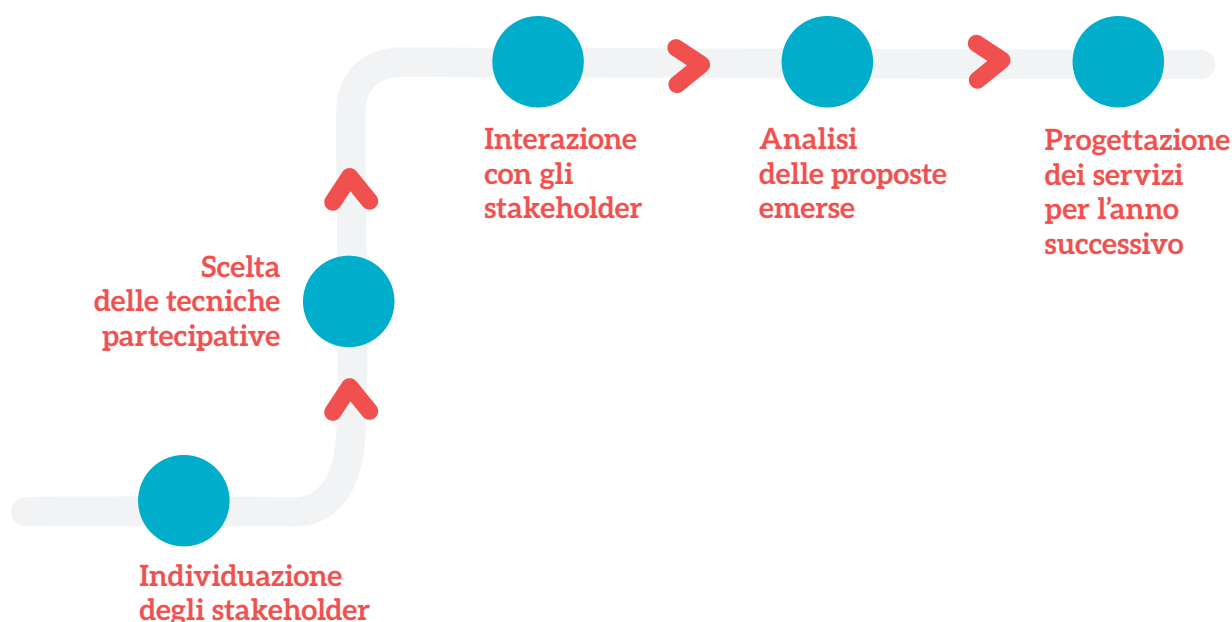 Interazione
con gli
stakeholder
Analisi
delle proposte
emerse
Progettazione
dei servizi
per l’anno
successivo
Scelta
delle tecniche
partecipative
Individuazione
degli stakeholder